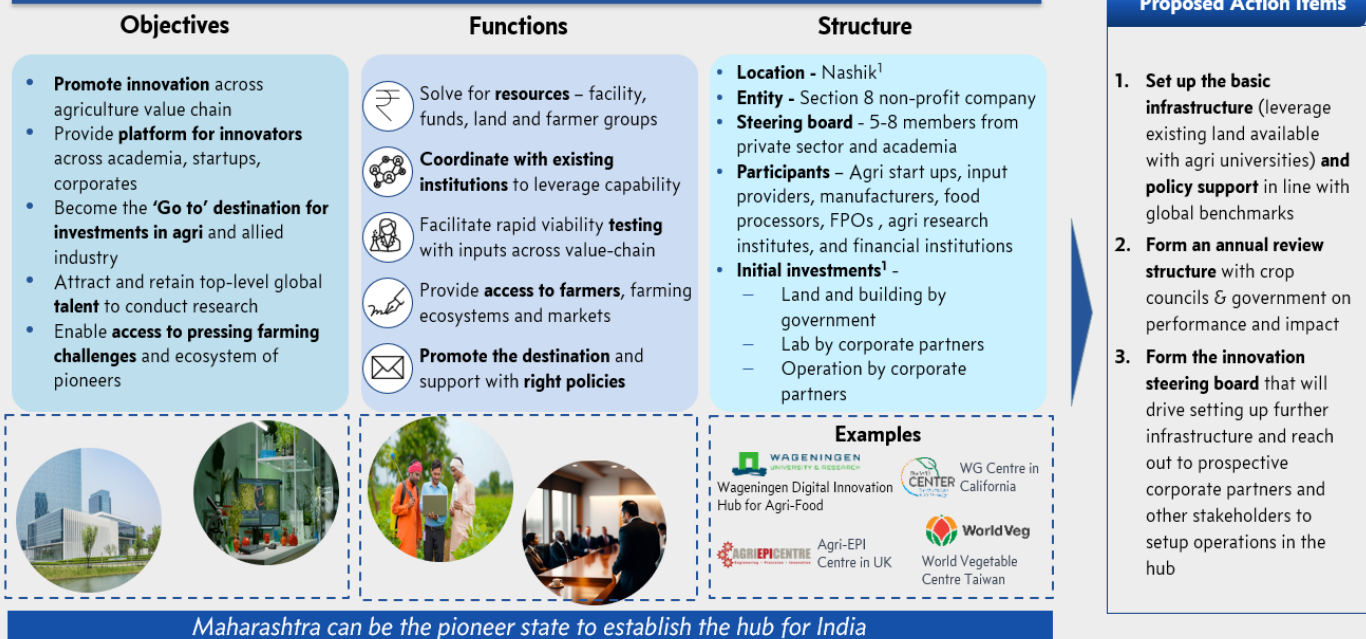 Objectives
• Promote innovation across
agriculture value chain
• Provide platform for innovators
across academia, startups,
corporates
• Become the ‘Go to’ destination for
investments in agri and allied
industry
• Attract and retain top-level global
talent to conduct research
• Enable access to pressing farming
challenges and ecosystem of
pioneers
Functions
Solve for resources – facility,
funds, land and farmer groups
Coordinate with existing
institutions to leverage capability
Facilitate rapid viability testing
with inputs across value-chain
Provide access to farmers, farming
ecosystems and markets
Promote the destination and
support with right policies
Structure
• Location - Nashik¹
• Entity - Section 8 non-profit company
• Steering board - 5-8 members from
private sector and academia
• Participants – Agri start ups, input
providers, manufacturers, food
processors, FPOs , agri research
institutes, and financial institutions
• Initial investments¹ -
– Land and building by
government
– Lab by corporate partners
– Operation by corporate
partners
Examples
WAGENINGEN
UNIVERSITY & RESEARCH
Wageningen Digital Innovation
Hub for Agri-Food
CENTER
WG Centre in
California
AGRIEPICENTRE
Engineering • Precision • Innovation
Agri-EPI
Centre in UK
WorldVeg
World Vegetable
Centre Taiwan
Maharashtra can be the pioneer state to establish the hub for India
Proposed Action Items
1. Set up the basic
infrastructure (leverage
existing land available
with agri universities) and
policy support in line with
global benchmarks
2. Form an annual review
structure with crop
councils & government on
performance and impact
3. Form the innovation
steering board that will
drive setting up further
infrastructure and reach
out to prospective
corporate partners and
other stakeholders to
setup operations in the
hub